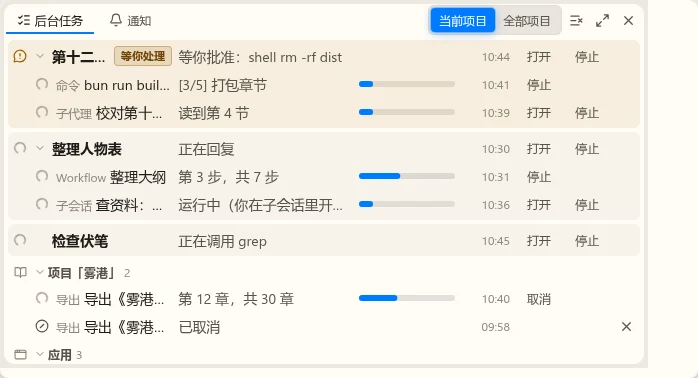 后台任务 通知 当前项目 全部项目
第十二... 等你处理 等你批准：shell rm -rf dist 10:44 打开 停止
命令 bun run buil... [3/5] 打包章节 10:41 停止
子代理 校对第十... 读到第 4 节 10:39 打开 停止
整理人物表 正在回复 10:30 打开 停止
Workflow 整理大纲 第 3 步，共 7 步 10:31 停止
子会话 查资料：... 运行中（你在子会话里开... 10:36 打开 停止
检查伏笔 正在调用 grep 10:45 打开 停止
项目「雾港」 2
导出 导出《雾港... 第 12 章，共 30 章 10:40 取消
导出 导出《雾港... 已取消 09:58
应用 3